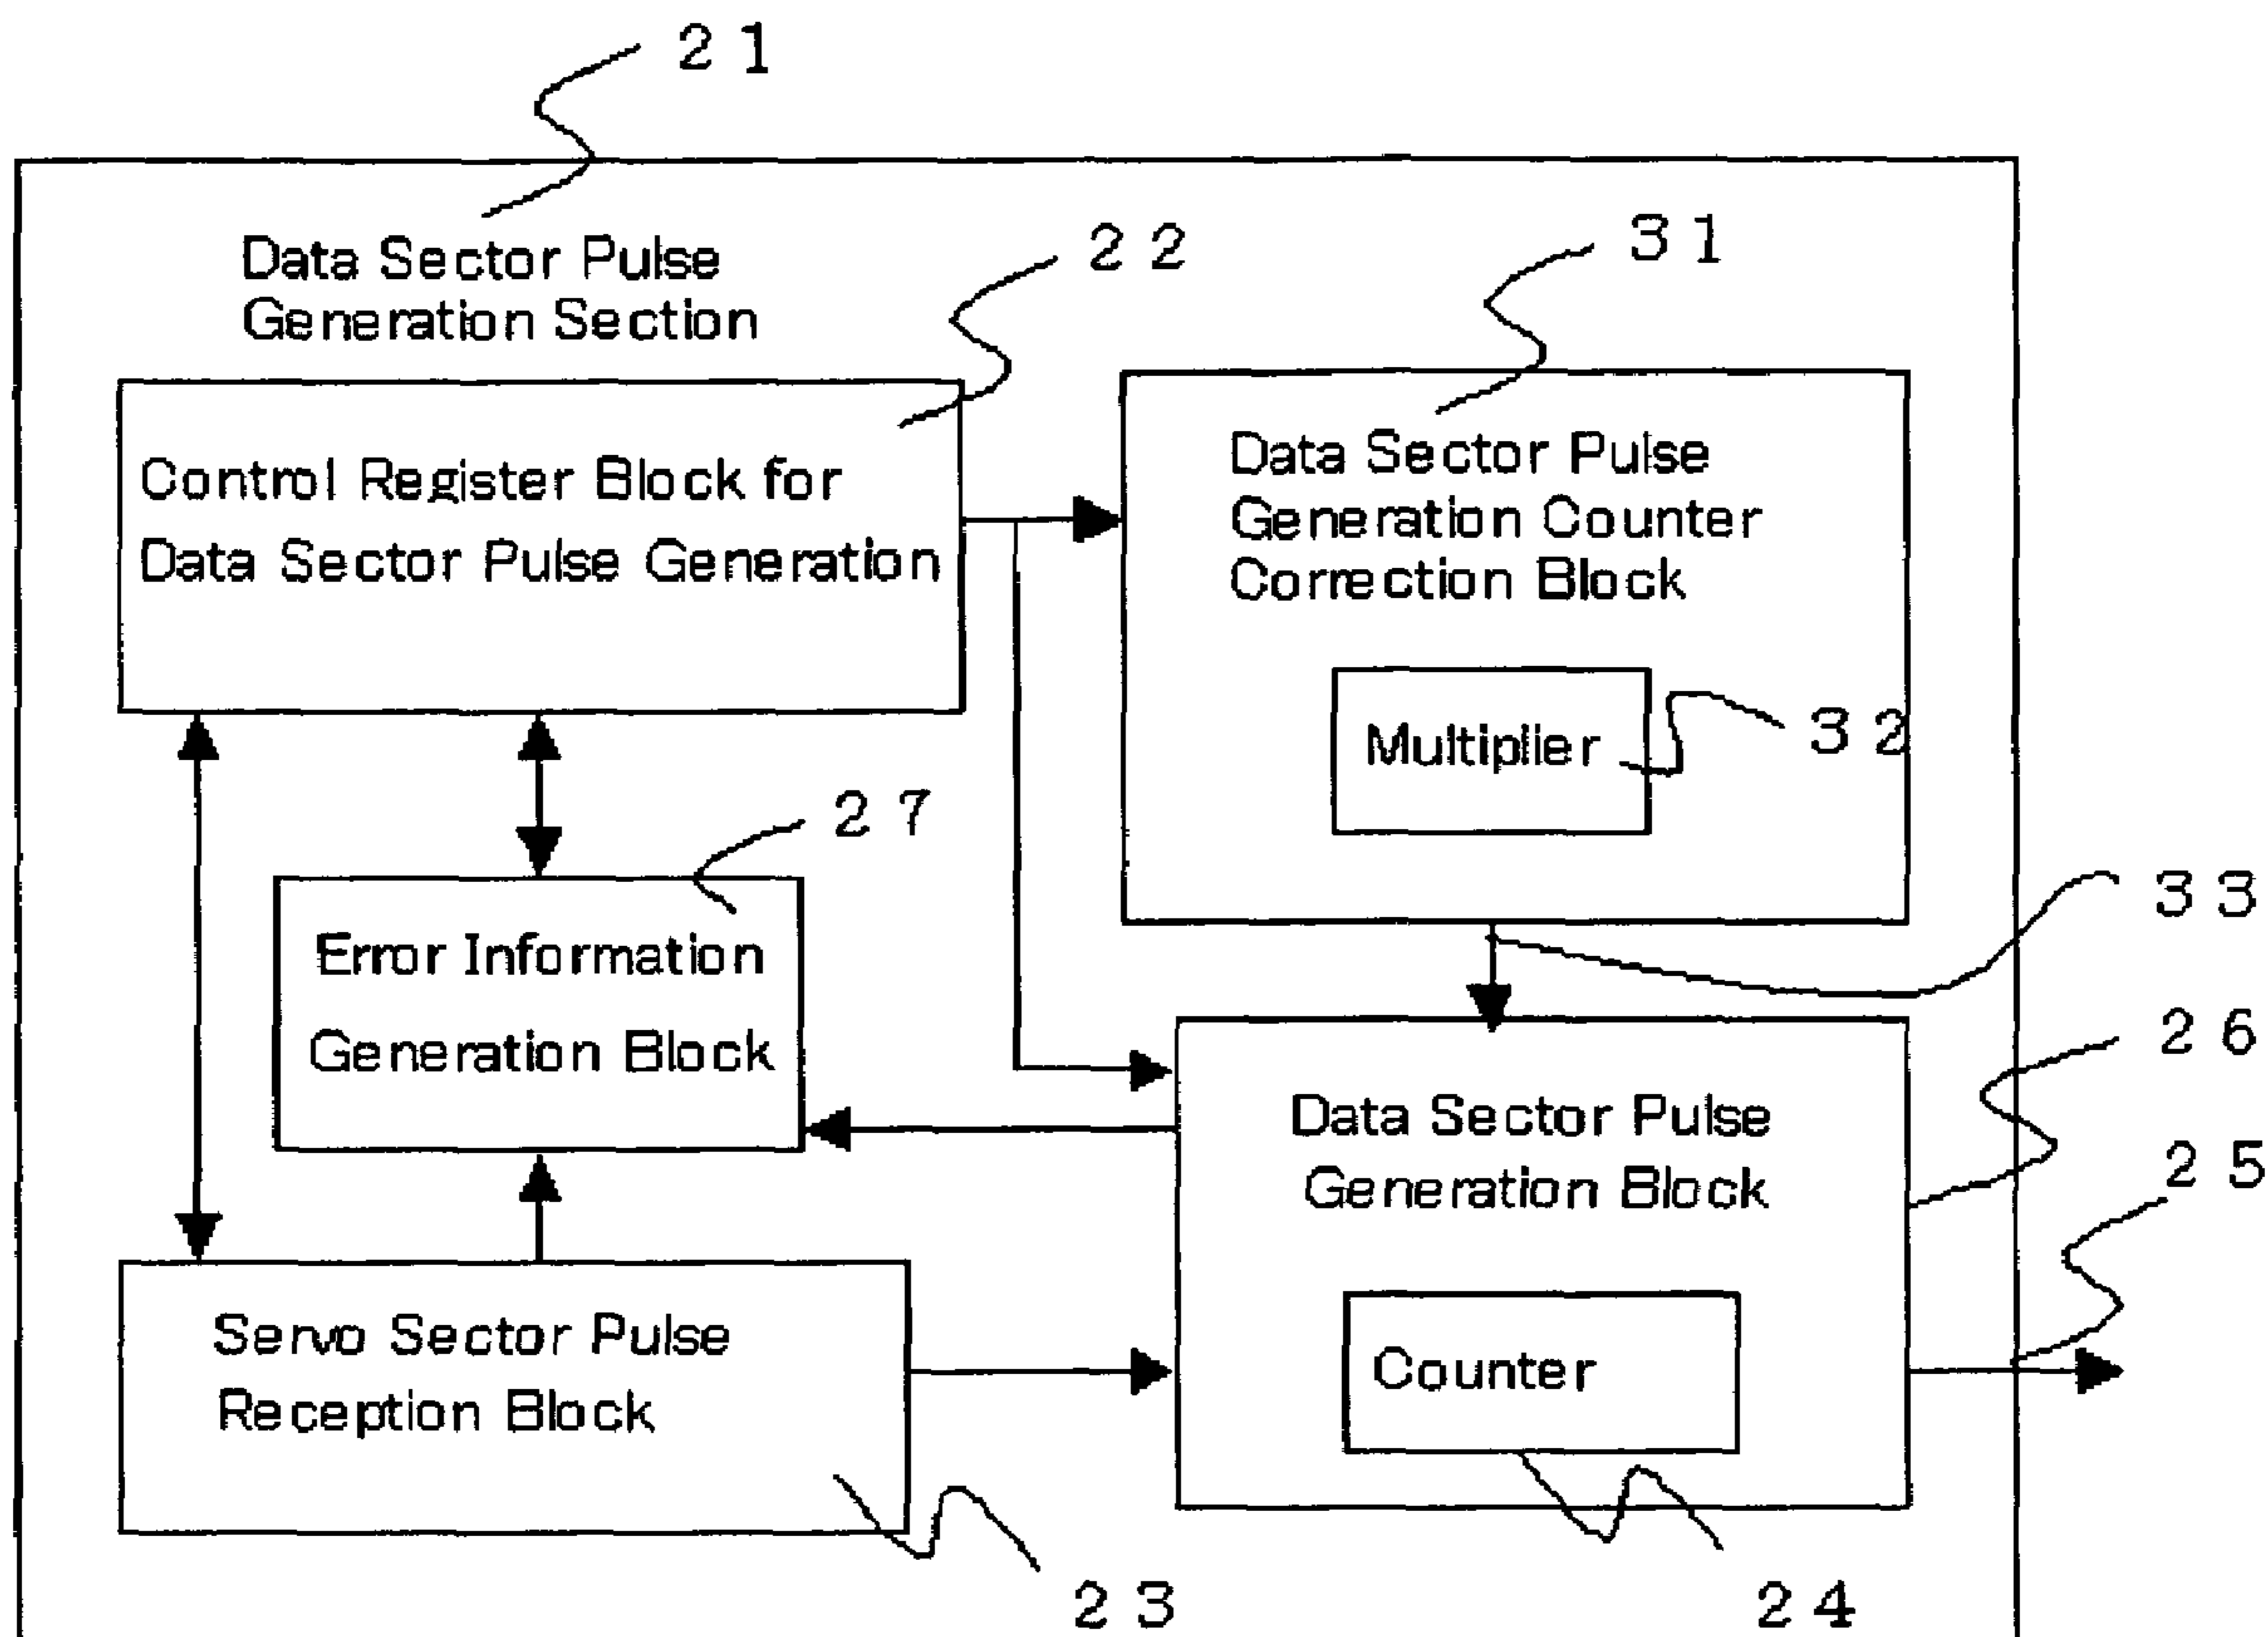 21
Data Sector Pulse
Generation Section
22
31
Control Register Block for
Data Sector Pulse Generation
Data Sector Pulse
Generation Counter
Correction Block
Multiplier
32
27
33
Error Information
Generation Block
26
Data Sector Pulse
Generation Block
25
Servo Sector Pulse
Reception Block
Counter
23
24